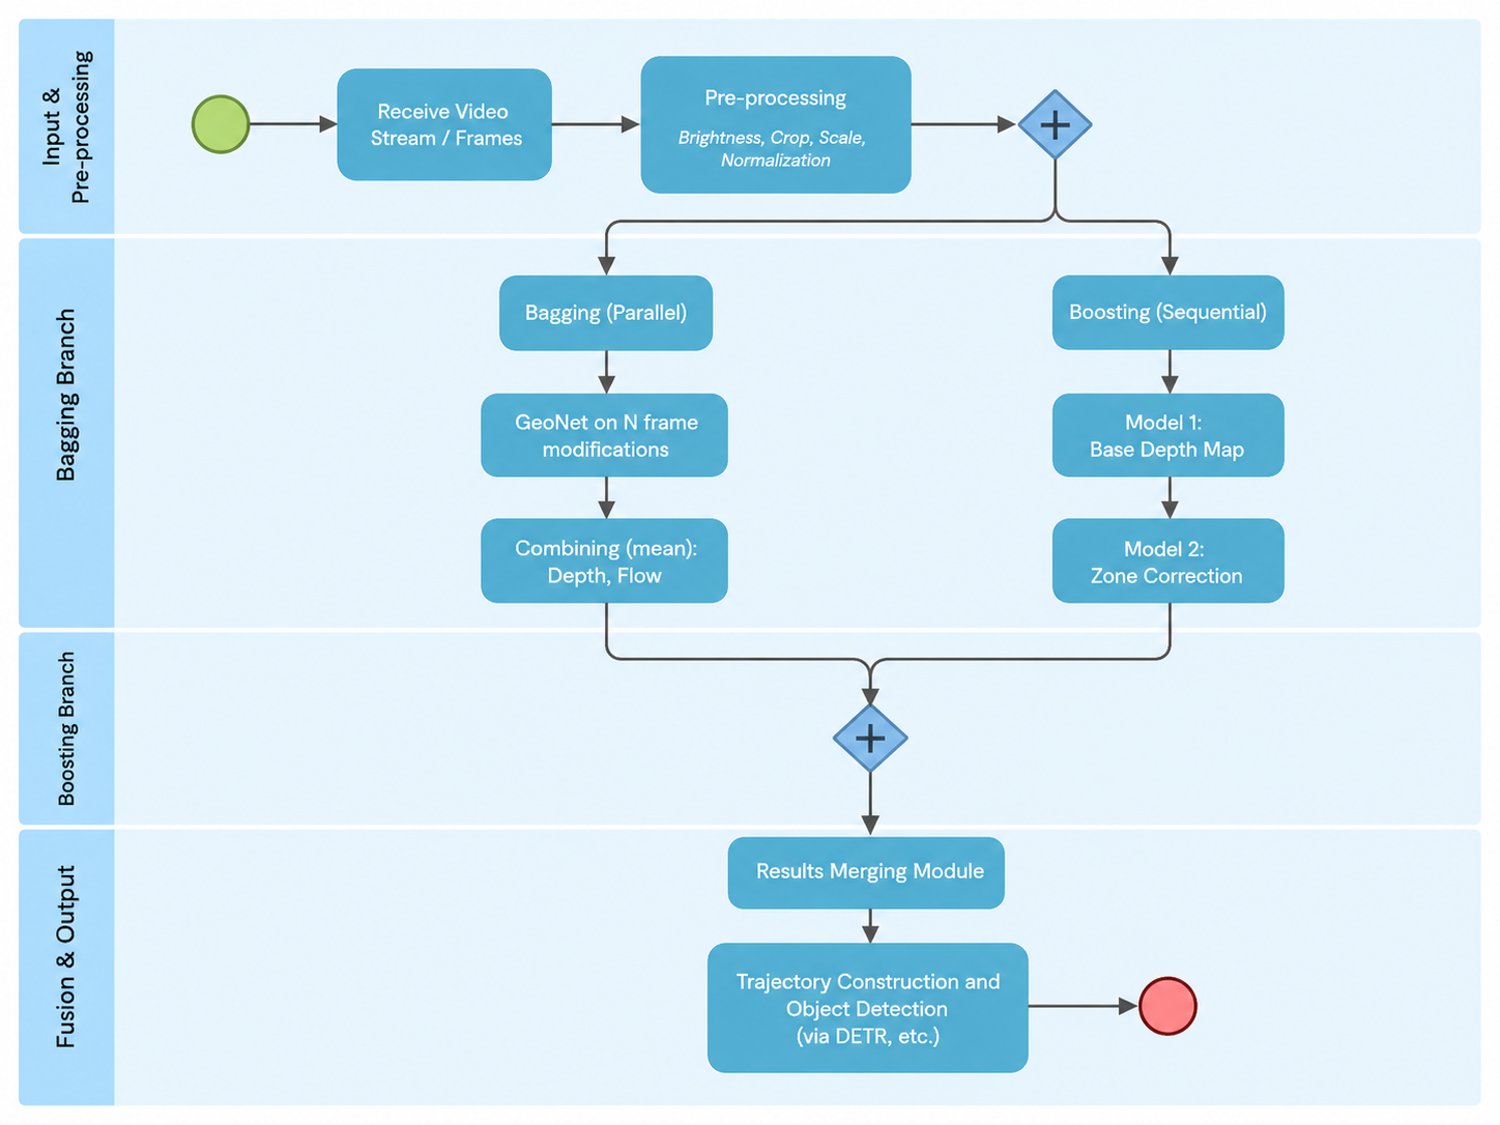 Input &
Pre-processing
Receive Video
Stream / Frames
Pre-processing
Brightness, Crop, Scale,
Normalization
Bagging Branch
Bagging (Parallel)
Boosting (Sequential)
GeoNet on N frame
modifications
Model 1:
Base Depth Map
Combining (mean):
Depth, Flow
Model 2:
Zone Correction
Boosting Branch
Fusion & Output
Results Merging Module
Trajectory Construction and
Object Detection
(via DETR, etc.)